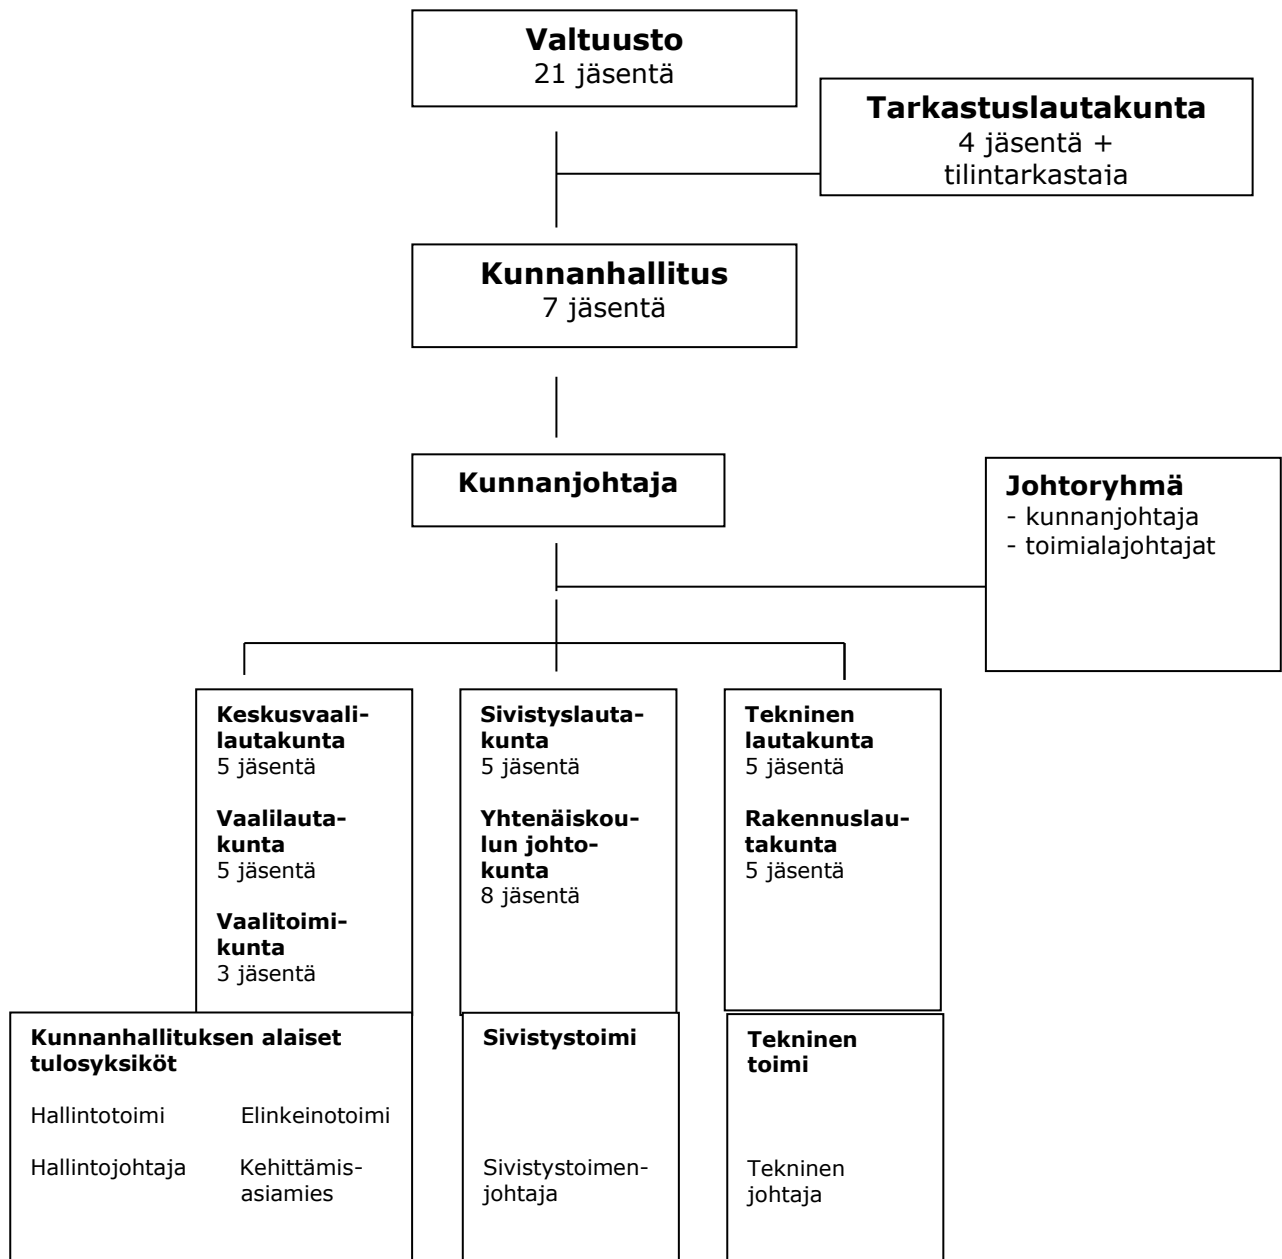 Valtuusto
21 jäsentä
Tarkastuslautakunta
4 jäsentä +
tilintarkastaja
Kunnanhallitus
7 jäsentä
Kunnanjohtaja
Johtoryhmä
- kunnanjohtaja
- toimialajohtajat
Keskusvaali-
lautakunta
5 jäsentä
Vaalilauta-
kunta
5 jäsentä
Vaalitoimi-
kunta
3 jäsentä
Sivistyslauta-
kunta
5 jäsentä
Yhtenäiskou-
lun johto-
kunta
8 jäsentä
Tekninen
lautakunta
5 jäsentä
Rakennuslau-
takunta
5 jäsentä
Kunnanhallituksen alaiset
tulosyksiköt
Hallintotoimi Elinkeinotoimi
Hallintojohtaja Kehittämis-
asiamies
Sivistystoimi
Sivistystoimen-
johtaja
Tekninen
toimi
Tekninen
johtaja